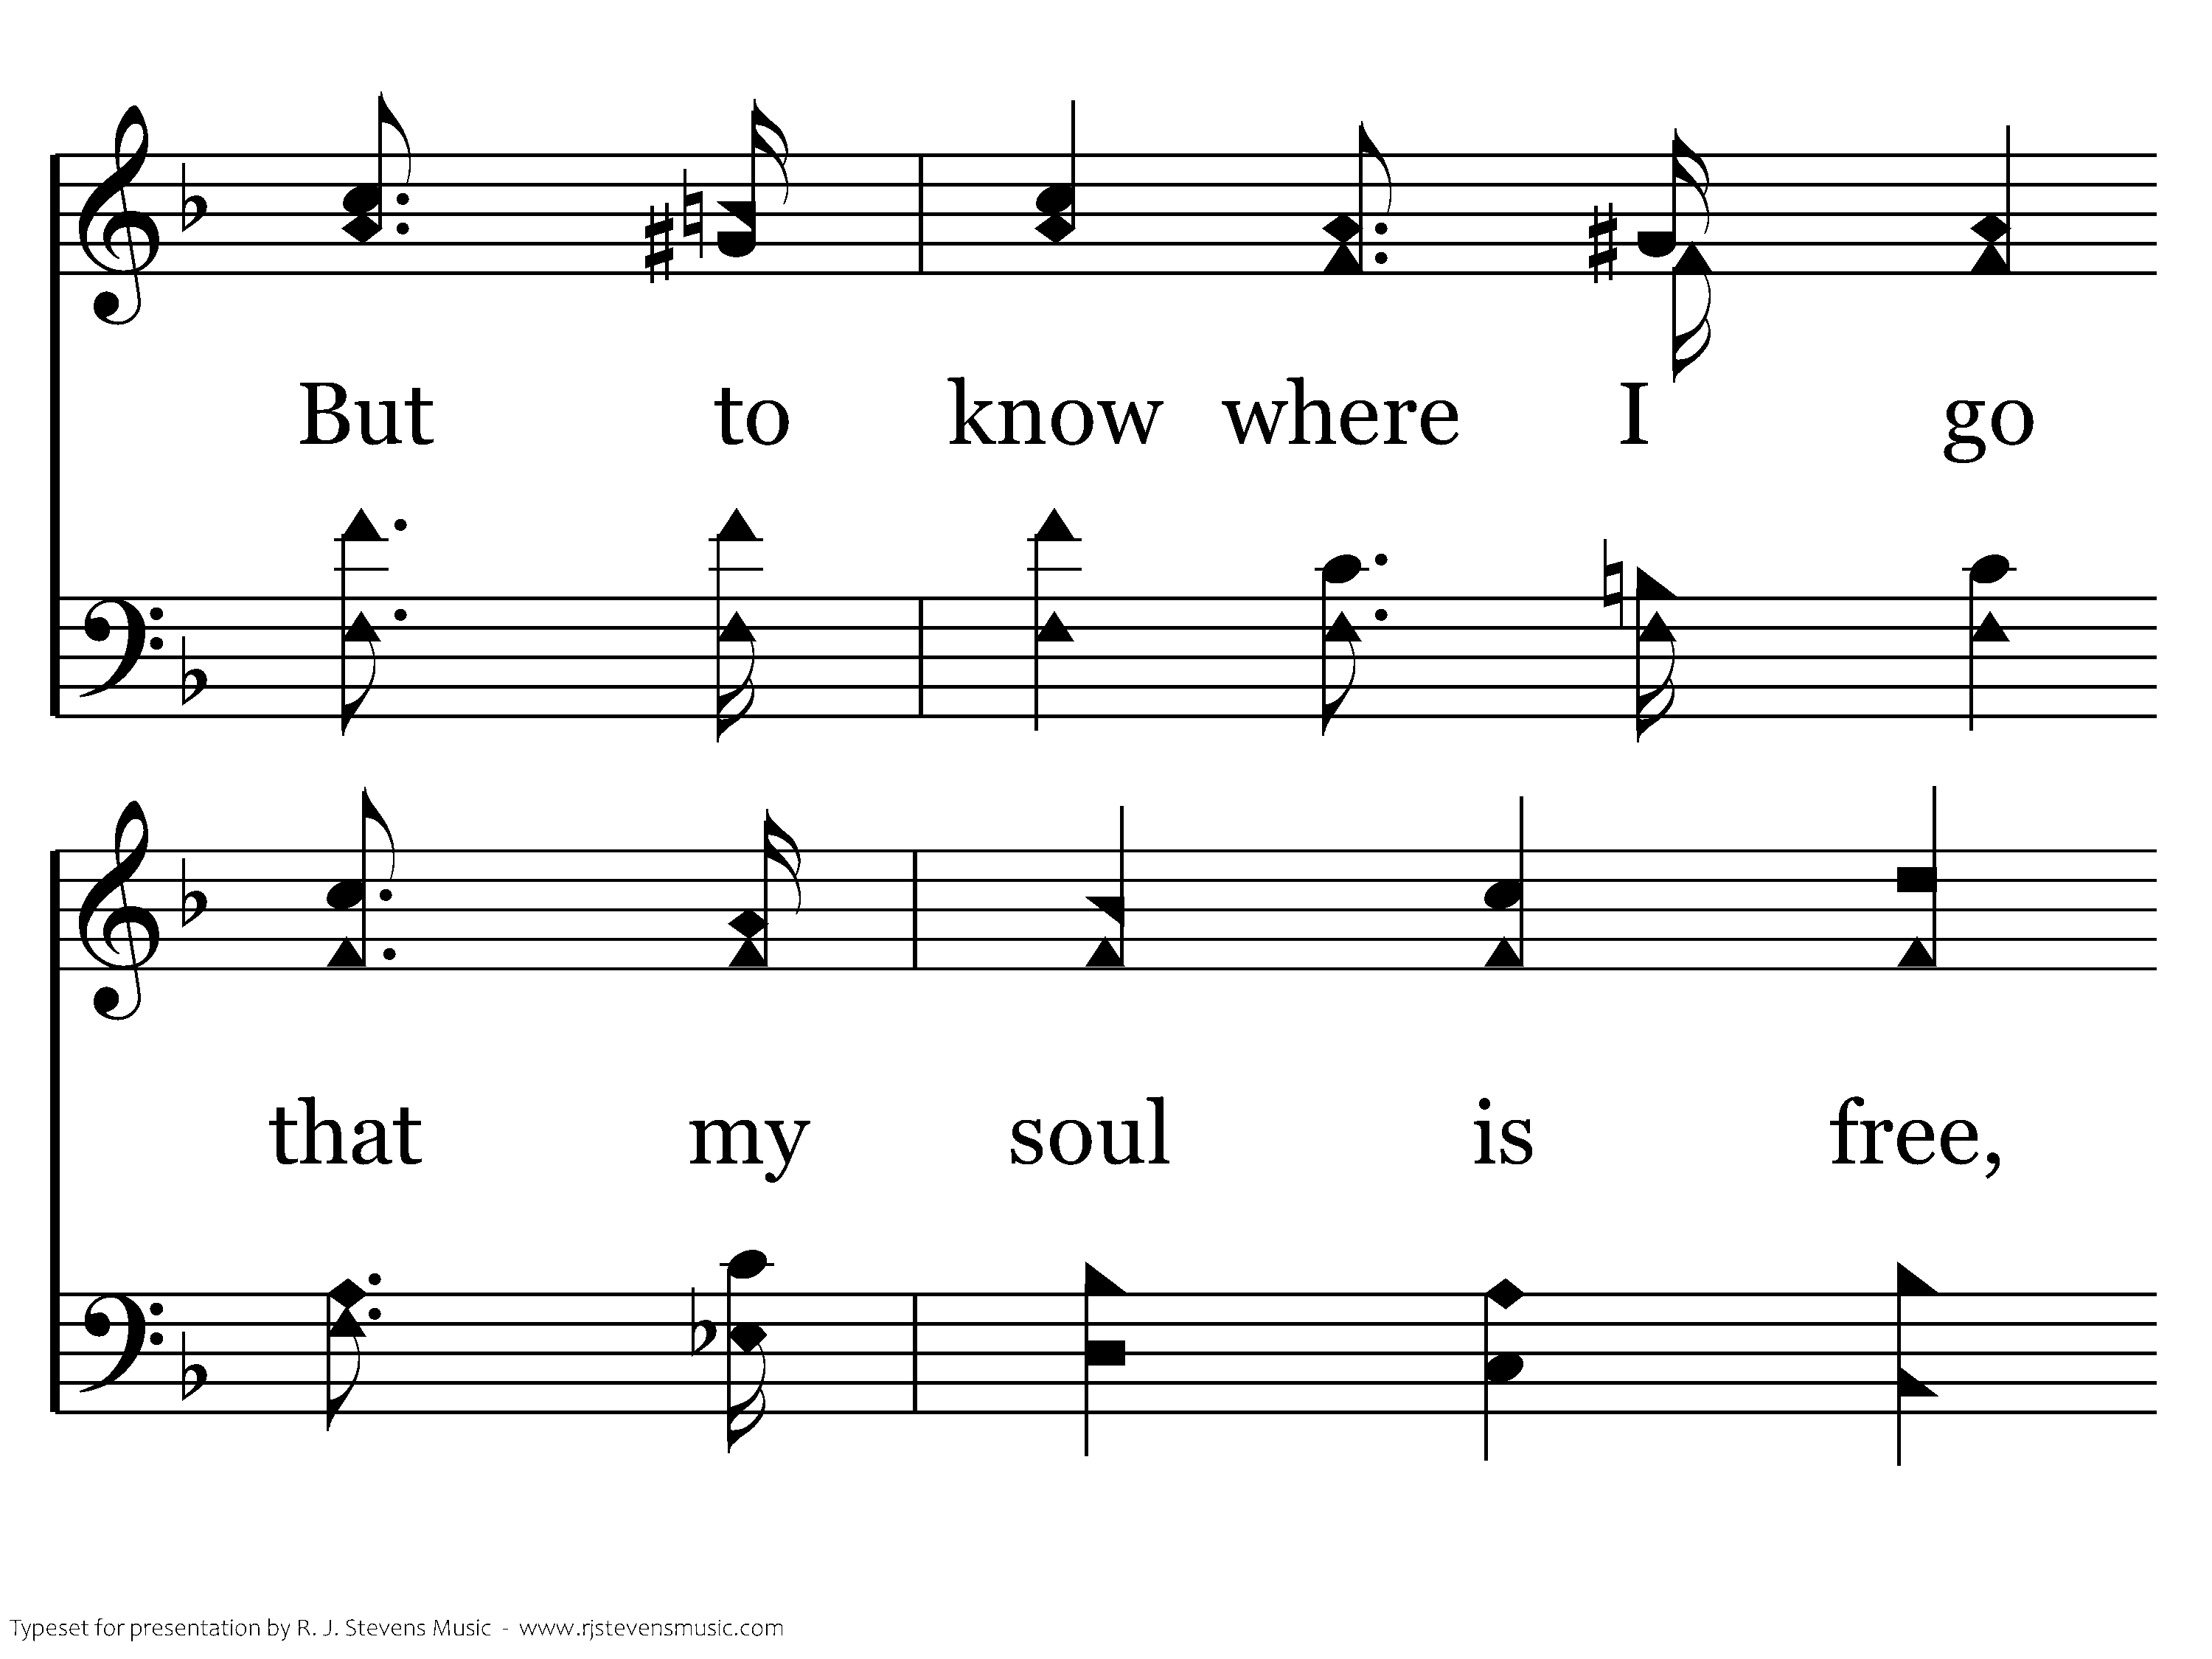 But to know where I go
that my soul is free,
Typeset for presentation by R. J. Stevens Music - www.rjstevensmusic.com